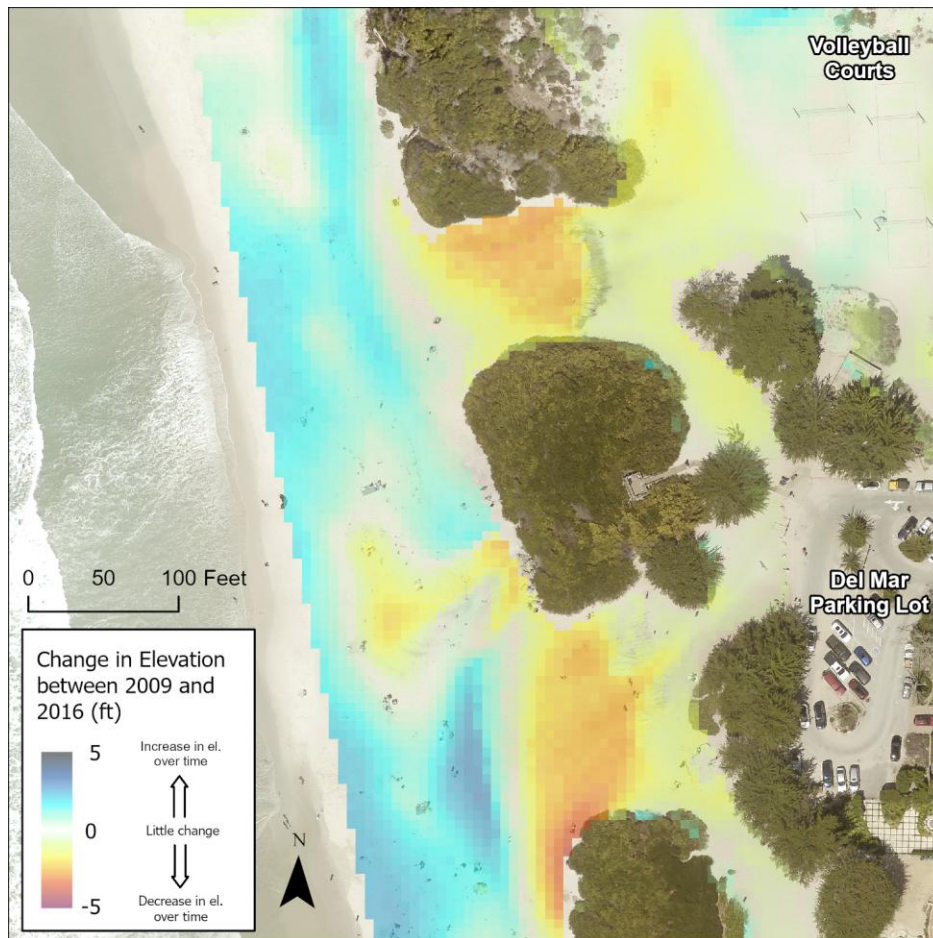 Volleyball
Courts
Del Mar
Parking Lot
0 50 100 Feet
Change in Elevation
between 2009 and
2016 (ft)
5
Increase in el.
over time
0
Little change
-5
Decrease in el.
over time
N